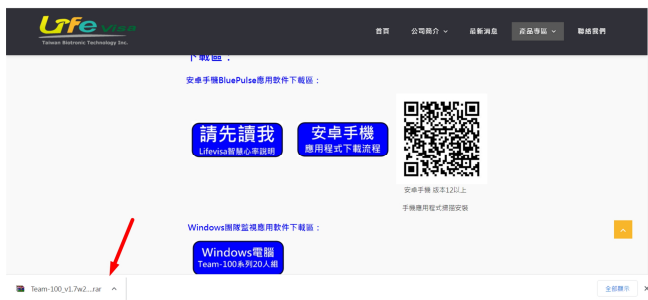 Life Visa
Taiwan Biotronic Technology Inc.
首頁 公司簡介 最新消息 產品專區 聯絡我們
下載區：
安卓手機BluePulse應用軟件下載區：
請先讀我
Lifevisa智慧心率說明
安卓手機
應用程式下載流程
安卓手機 版本12以上
手機應用程式掃描安裝
Windows團隊監視應用軟件下載區：
Windows電腦
Team-100系列20人組
Team-100_v1.7w2....rar
全部顯示